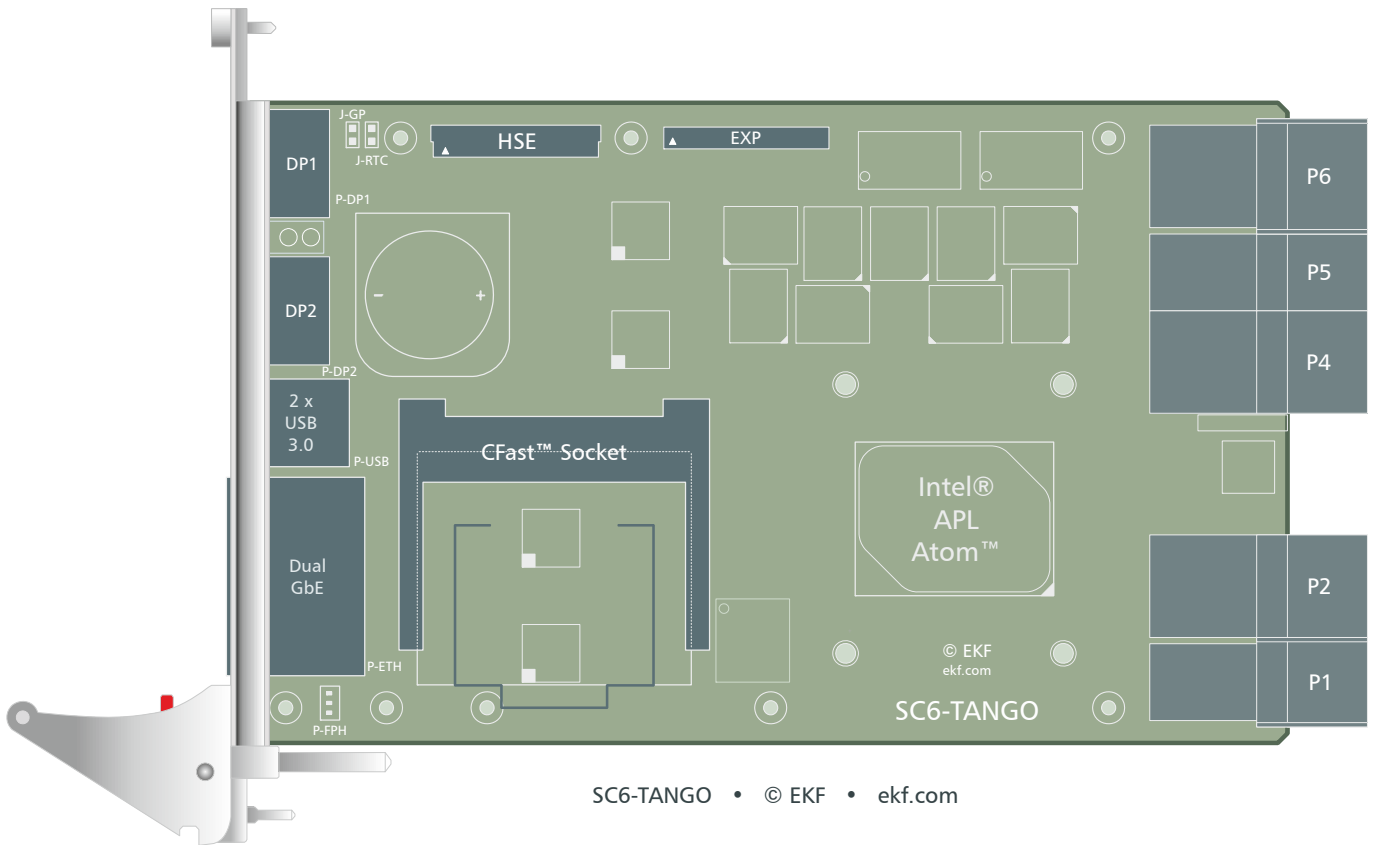 J-GP
J-RTC
DP1
HSE
EXP
P-DP1
DP2
P-DP2
2 x
USB
3.0
P-USB
CFast™ Socket
Dual
GbE
P-ETH
P-FPH
- +
Intel®
APL
Atom™
© EKF
ekf.com
SC6-TANGO
P6
P5
P4
P2
P1
SC6-TANGO • © EKF • ekf.com